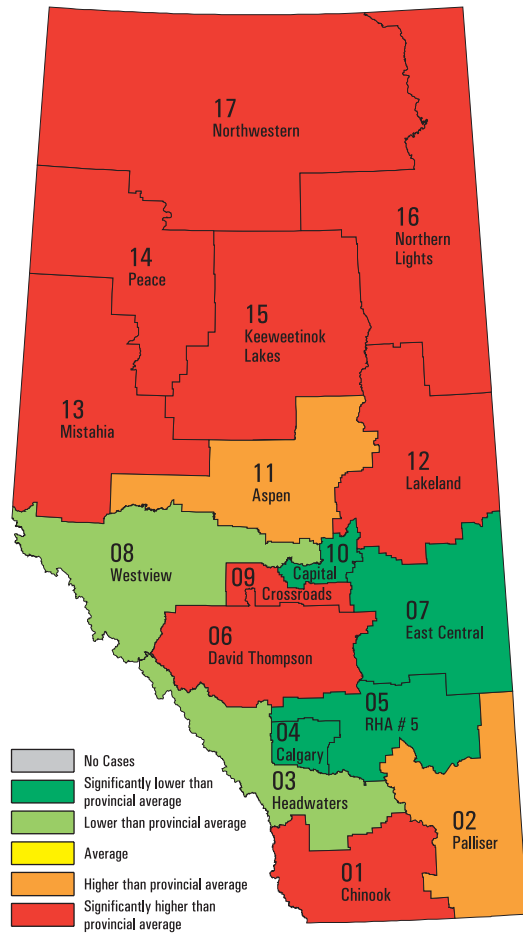 17
Northwestern
16
Northern
Lights
14
Peace
15
Keeweetinok
Lakes
13
Mistahia
12
Lakeland
11
Aspen
08
Westview
10
Capital
09
Crossroads
07
East Central
06
David Thompson
05
RHA # 5
04
Calgary
03
Headwaters
02
Palliser
01
Chinook
No Cases
Significantly lower than
provincial average
Lower than provincial average
Average
Higher than provincial average
Significantly higher than
provincial average